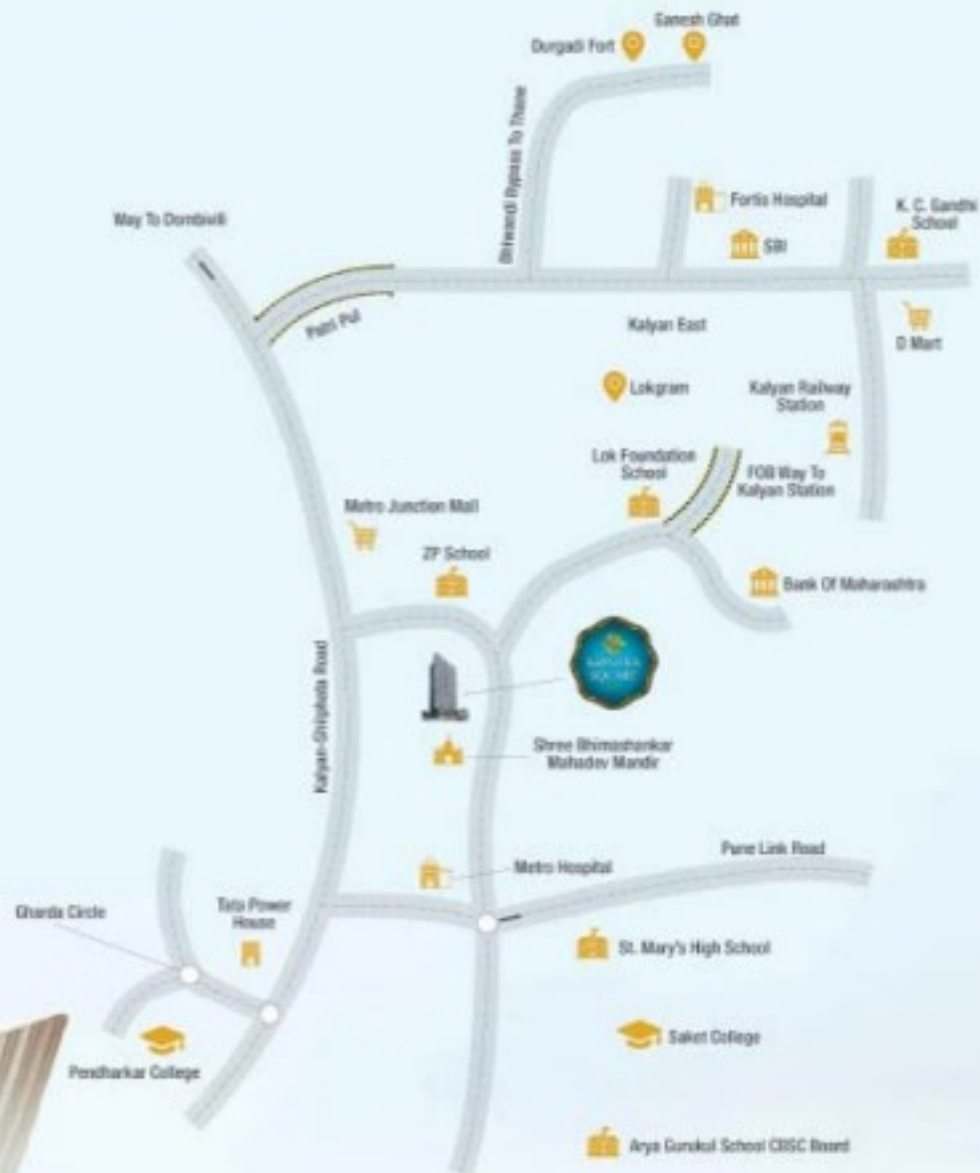 Ganesh Ghat
Durgadi Fort
Bhiwandi Bypass To Thane
Way To Dombivili
Fortis Hospital
K. C. Gandhi
School
SBI
Patri Pul
Kalyan East
D Mart
Lokgram
Kalyan Railway
Station
Lok Foundation
School
FOB Way To
Kalyan Station
Metro Junction Mall
ZP School
Bank Of Maharashtra
SQUARE
Kalyan-Shilphata Road
Shree Bhimashankar
Mahadev Mandir
Metro Hospital
Pune Link Road
Gharda Circle
Tata Power
House
St. Mary's High School
Saket College
Pendharkar College
Arya Gurukul School CBSC Board